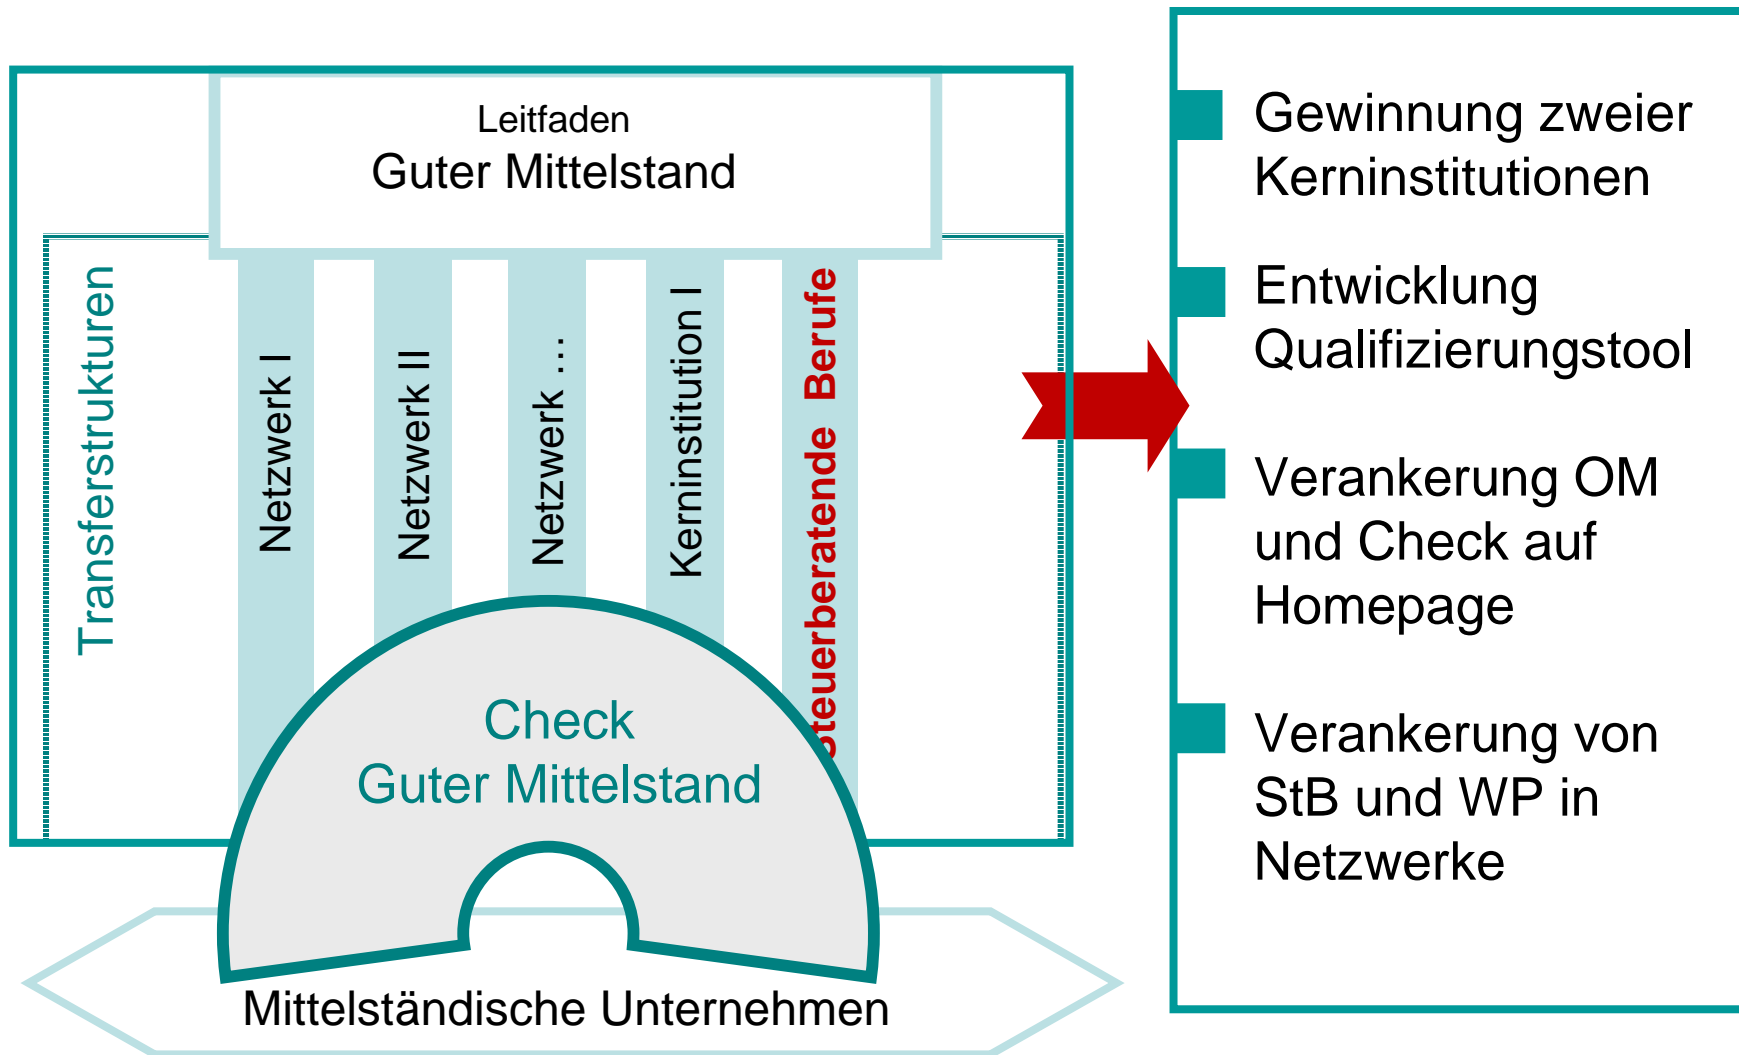 Leitfaden
Guter Mittelstand
Transferstrukturen
Netzwerk I
Netzwerk II
Netzwerk …
Kerninstitution I
Steuerberatende Berufe
Check
Guter Mittelstand
Mittelständische Unternehmen
Gewinnung zweier
Kerninstitutionen
Entwicklung
Qualifizierungstool
Verankerung OM
und Check auf
Homepage
Verankerung von
StB und WP in
Netzwerke